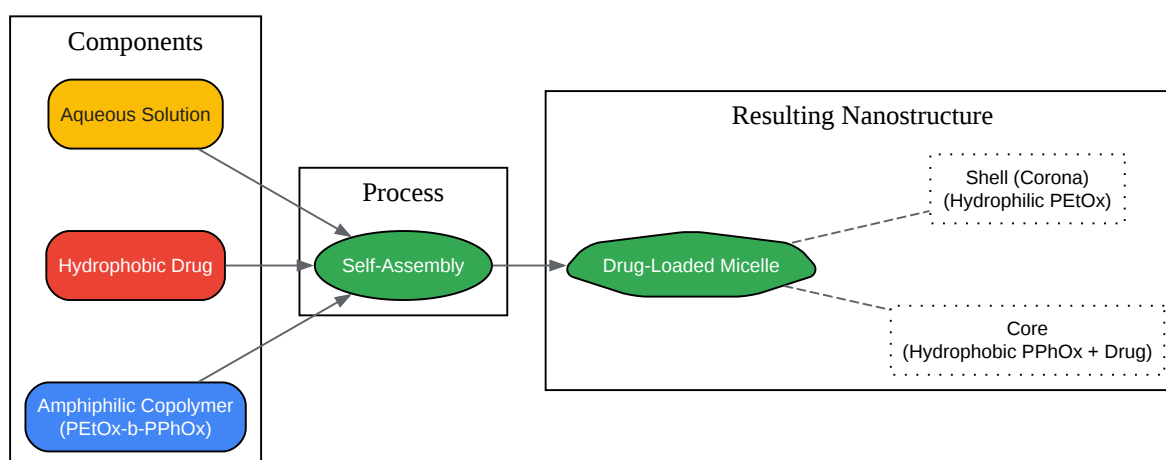 Components
Aqueous Solution
Hydrophobic Drug
Amphiphilic Copolymer
(PEtOx-b-PPhOx)
Process
Self-Assembly
Resulting Nanostructure
Drug-Loaded Micelle
Shell (Corona)
(Hydrophilic PEtOx)
Core
(Hydrophobic PPhOx + Drug)